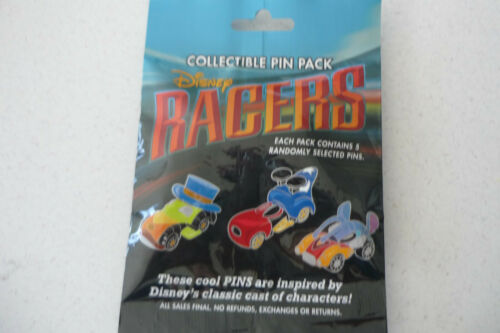 COLLECTIBLE PIN PACK
Disney
RACERS
EACH PACK CONTAINS 5
RANDOMLY SELECTED PINS.
These cool PINS are inspired by
Disney's classic cast of characters!
ALL SALES FINAL. NO REFUNDS, EXCHANGES OR RETURNS.